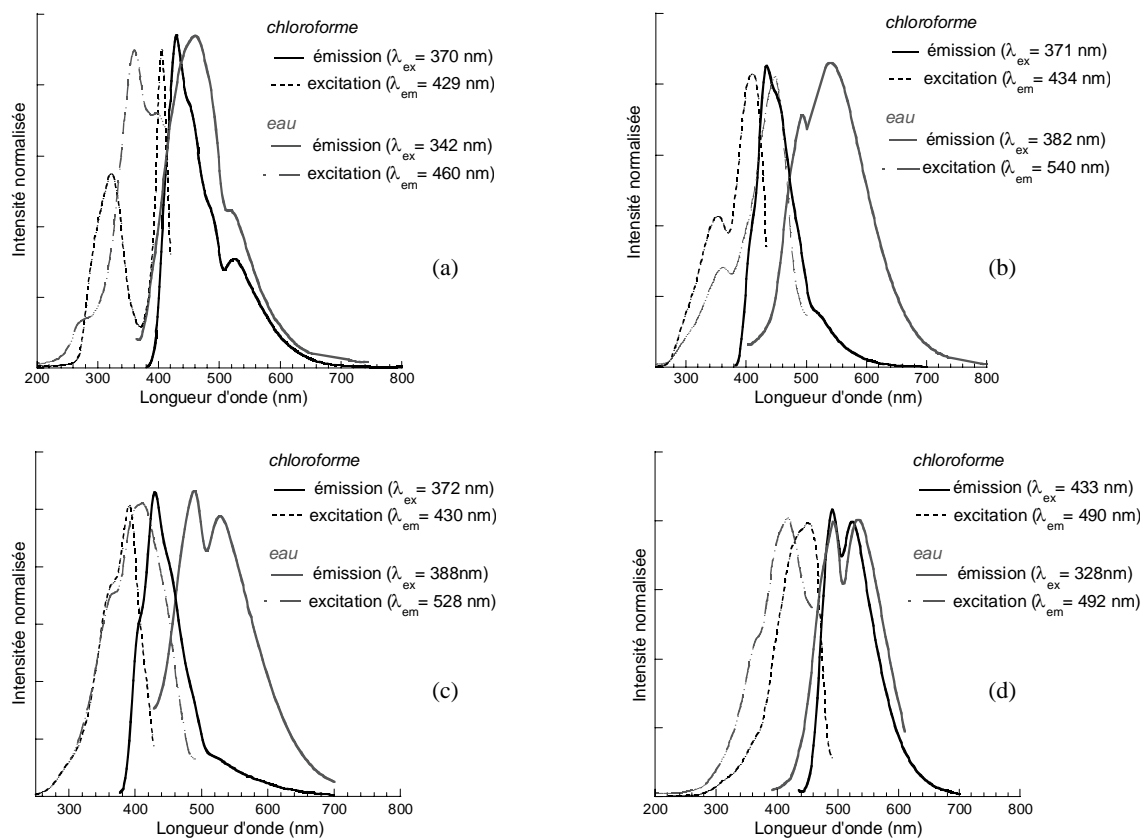 Intensité normalisée
chloroforme
émission (λex= 370 nm)
excitation (λem= 429 nm)
eau
émission (λex= 342 nm)
excitation (λem= 460 nm)
(a)
200 300 400 500 600 700 800
Longueur d'onde (nm)
Intensité normalisée
chloroforme
émission (λex= 371 nm)
excitation (λem= 434 nm)
eau
émission (λex= 382 nm)
excitation (λem= 540 nm)
(b)
300 400 500 600 700 800
Longueur d'onde (nm)
Intensitée normalisée
chloroforme
émission (λex= 372 nm)
excitation (λem= 430 nm)
eau
émission (λex= 388nm)
excitation (λem= 528 nm)
(c)
300 400 500 600 700 800
Longueur d'onde (nm)
Intensité normalisée
chloroforme
émission (λex= 433 nm)
excitation (λem= 490 nm)
eau
émission (λex= 328nm)
excitation (λem= 492 nm)
(d)
200 300 400 500 600 700 800
Longueur d'onde (nm)